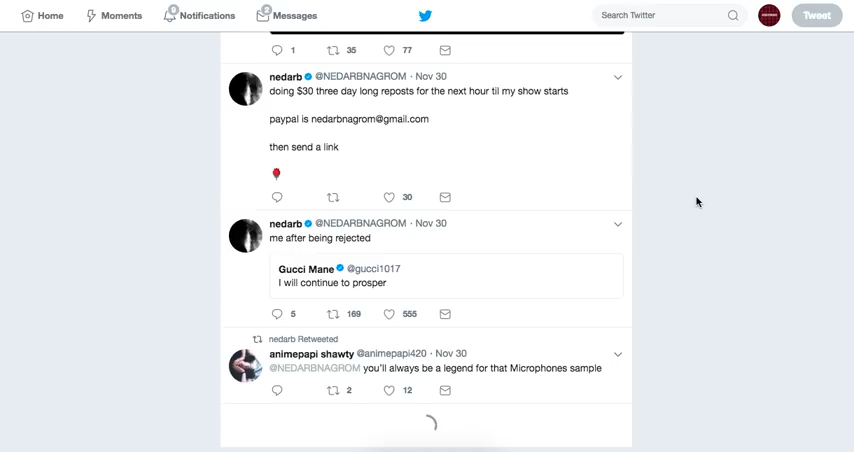 Home Moments 0 Notifications 2 Messages Search Twitter Tweet
1 35 77
nedarb @NEDARBNAGROM · Nov 30
doing $30 three day long reposts for the next hour til my show starts
paypal is nedarbnagrom@gmail.com
then send a link
30
nedarb @NEDARBNAGROM · Nov 30
me after being rejected
Gucci Mane @gucci1017
I will continue to prosper
5 169 555
nedarb Retweeted
animepapi shawty @animepapi420 · Nov 30
@NEDARBNAGROM you'll always be a legend for that Microphones sample
2 12